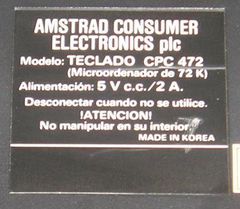 AMSTRAD CONSUMER
ELECTRONICS plc
Modelo: TECLADO CPC 472
(Microordenador de 72 K)
Alimentación: 5 V c.c./2 A.
Desconectar cuando no se utilice.
!ATENCION!
No manipular en su interior.
MADE IN KOREA